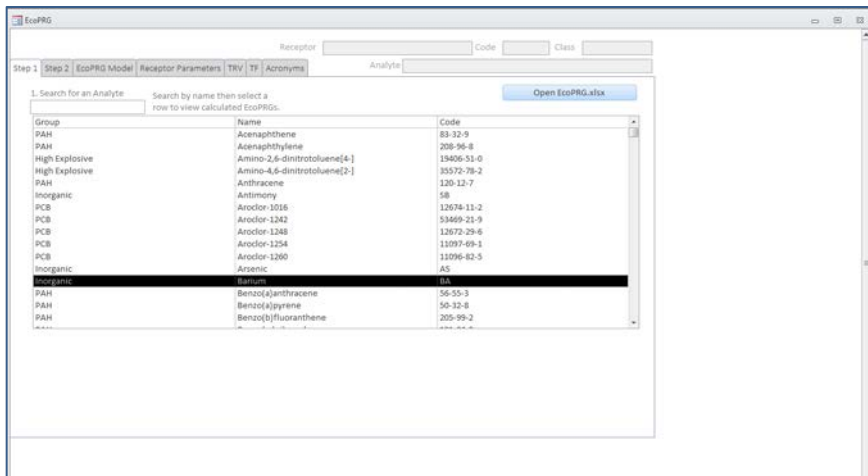 EcoPRG
Receptor Code Class
Step 1 Step 2 EcoPRG Model Receptor Parameters TRV TF Acronyms Analyte
1. Search for an Analyte
Search by name then select a
row to view calculated EcoPRGs.
Open EcoPRG.xlsx
Group Name Code
PAH Acenaphthene 83-32-9
PAH Acenaphthylene 208-96-8
High Explosive Amino-2,6-dinitrotoluene[4-] 19406-51-0
High Explosive Amino-4,6-dinitrotoluene[2-] 35572-78-2
PAH Anthracene 120-12-7
Inorganic Antimony SB
PCB Aroclor-1016 12674-11-2
PCB Aroclor-1242 53469-21-9
PCB Aroclor-1248 12672-29-6
PCB Aroclor-1254 11097-69-1
PCB Aroclor-1260 11096-82-5
Inorganic Arsenic AS
Inorganic Barium BA
PAH Benzo(a)anthracene 56-55-3
PAH Benzo(a)pyrene 50-32-8
PAH Benzo(b)fluoranthene 205-99-2